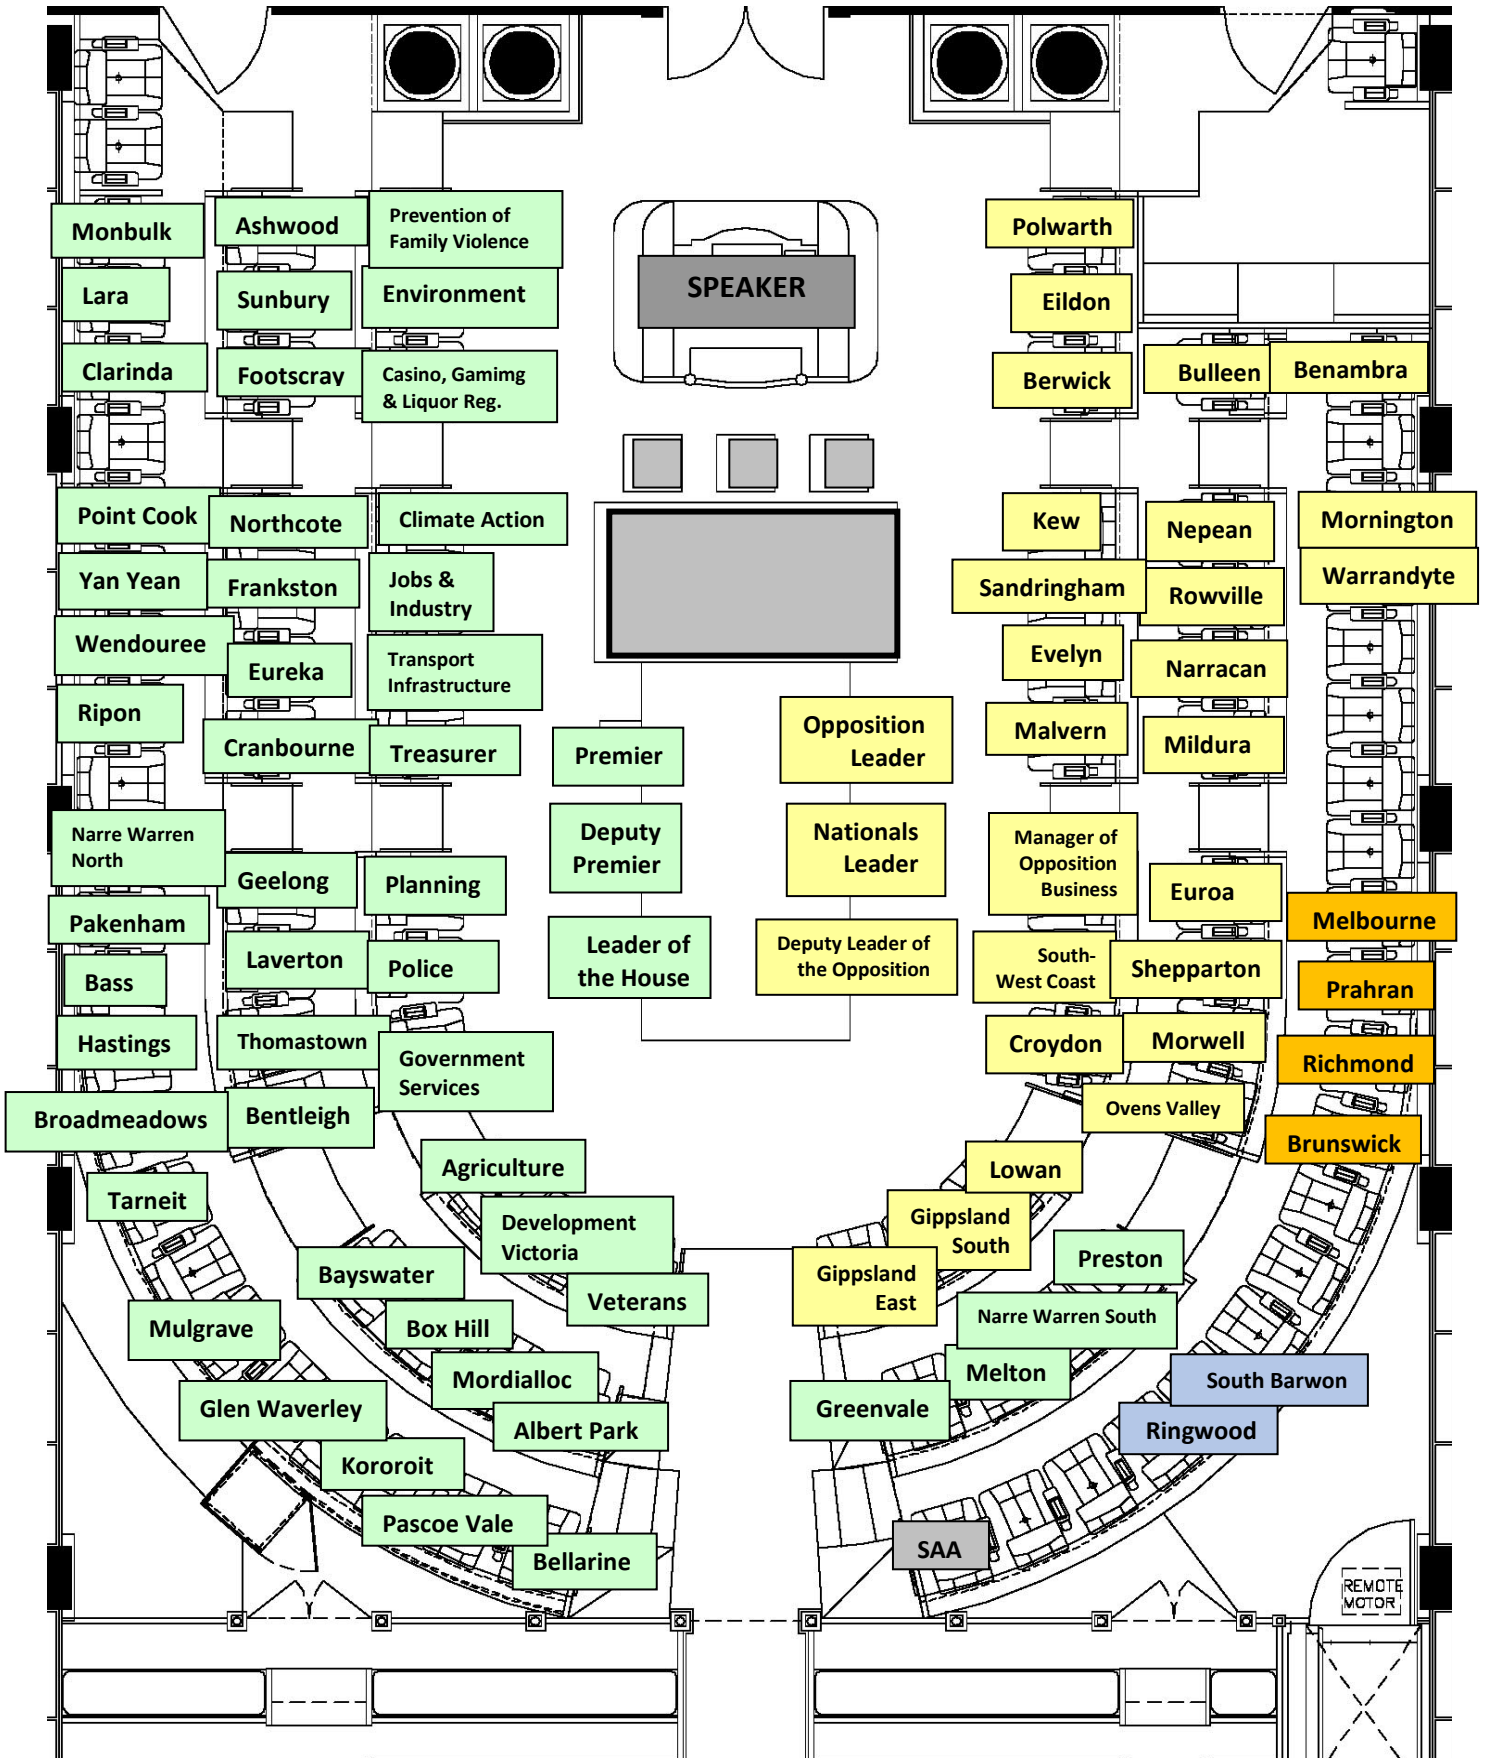 Monbulk
Ashwood
Prevention of
Family Violence
SPEAKER
Polwarth
Lara
Sunbury
Environment
Eildon
Clarinda
Footscray
Casino, Gamimg
& Liquor Reg.
Berwick
Bulleen
Benambra
Point Cook
Northcote
Climate Action
Kew
Nepean
Mornington
Yan Yean
Frankston
Jobs &
Industry
Sandringham
Rowville
Warrandyte
Wendouree
Eureka
Transport
Infrastructure
Evelyn
Narracan
Ripon
Cranbourne
Treasurer
Premier
Opposition
Leader
Malvern
Mildura
Narre Warren
North
Geelong
Planning
Deputy
Premier
Nationals
Leader
Manager of
Opposition
Business
Euroa
Melbourne
Pakenham
Laverton
Police
Leader of
the House
Deputy Leader of
the Opposition
South-
West Coast
Shepparton
Prahran
Bass
Hastings
Thomastown
Government
Services
Croydon
Morwell
Richmond
Broadmeadows
Bentleigh
Ovens Valley
Brunswick
Agriculture
Lowan
Tarneit
Development
Victoria
Gippsland
South
Preston
Bayswater
Veterans
Gippsland
East
Narre Warren South
Mulgrave
Box Hill
Mordialloc
Melton
South Barwon
Glen Waverley
Albert Park
Greenvale
Ringwood
Kororoit
Pascoe Vale
Bellarine
SAA
REMOTE
MOTOR